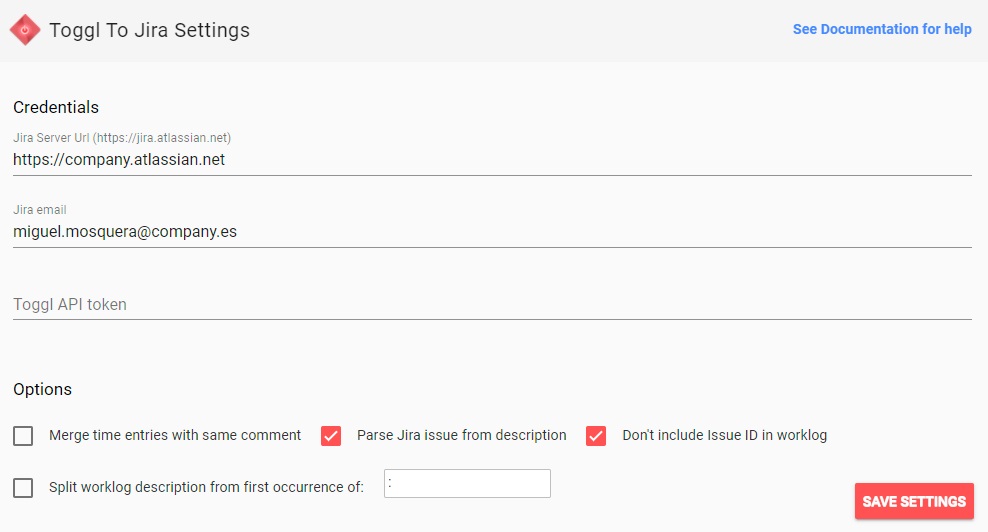 Toggl To Jira Settings
See Documentation for help
Credentials
Jira Server Url (https://jira.atlassian.net)
https://company.atlassian.net
Jira email
miguel.mosquera@company.es
Toggl API token
Options
Merge time entries with same comment
Parse Jira issue from description
Don't include Issue ID in worklog
Split worklog description from first occurrence of:
:
SAVE SETTINGS